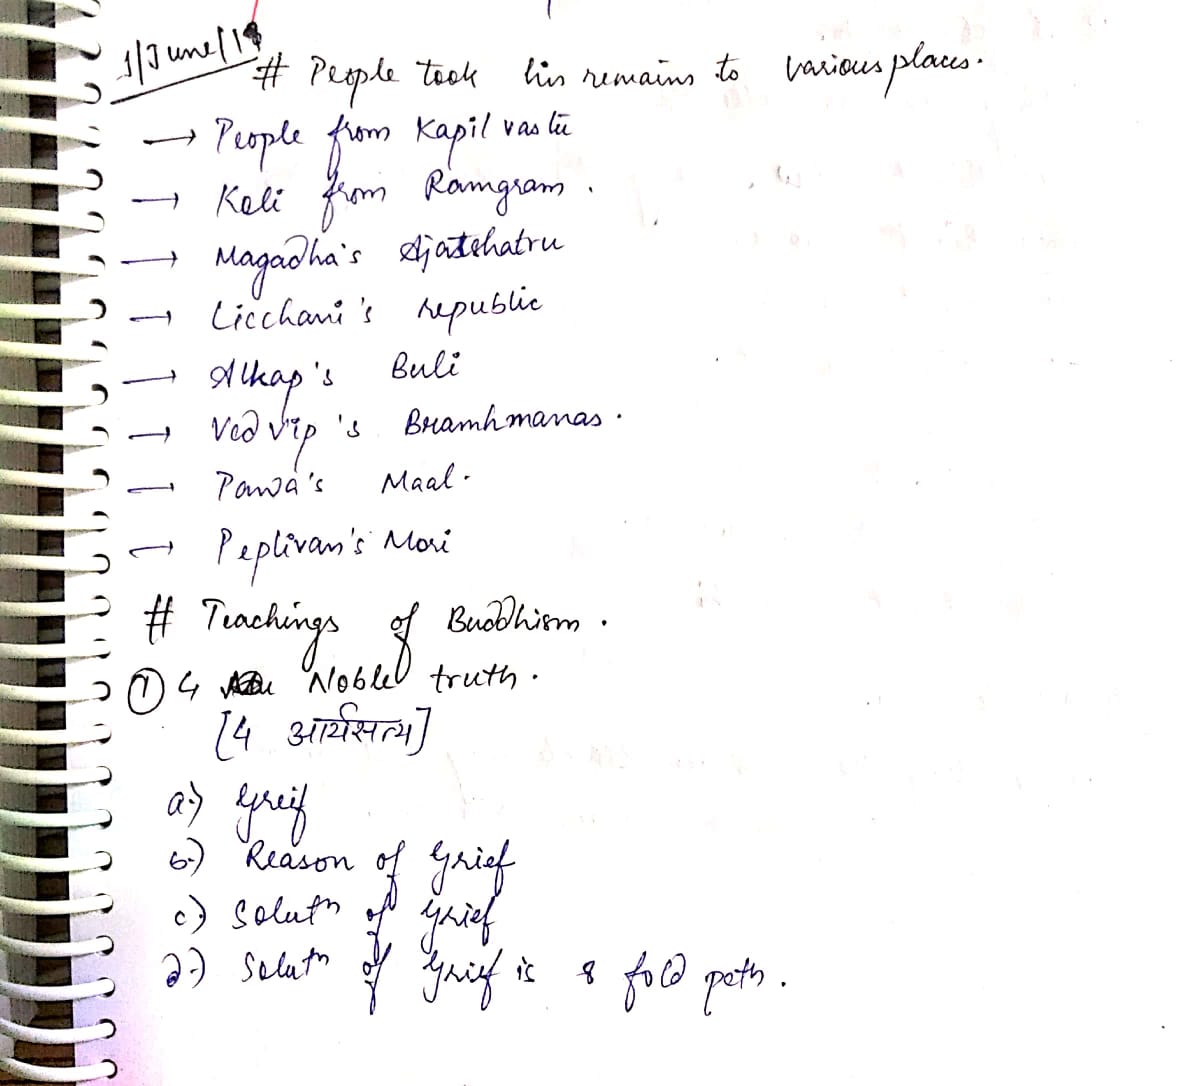 1/June/19
# People took his remains to various places.
→ People from Kapil vastu
→ Koli from Ramgram.
→ Magadha's Ajatshatru
→ Licchavi's republic
→ Alkap's Buli
→ Ved vip's Bramhmanas.
→ Pawa's Maal.
→ Peplivan's Mori
# Teachings of Buddhism.
① 4 Noble truth.
[4 आर्यसत्य]
a.) Greif
b.) Reason of Grief
c.) Solutn of Grief
d.) Solutn of Grief is 8 fold path.